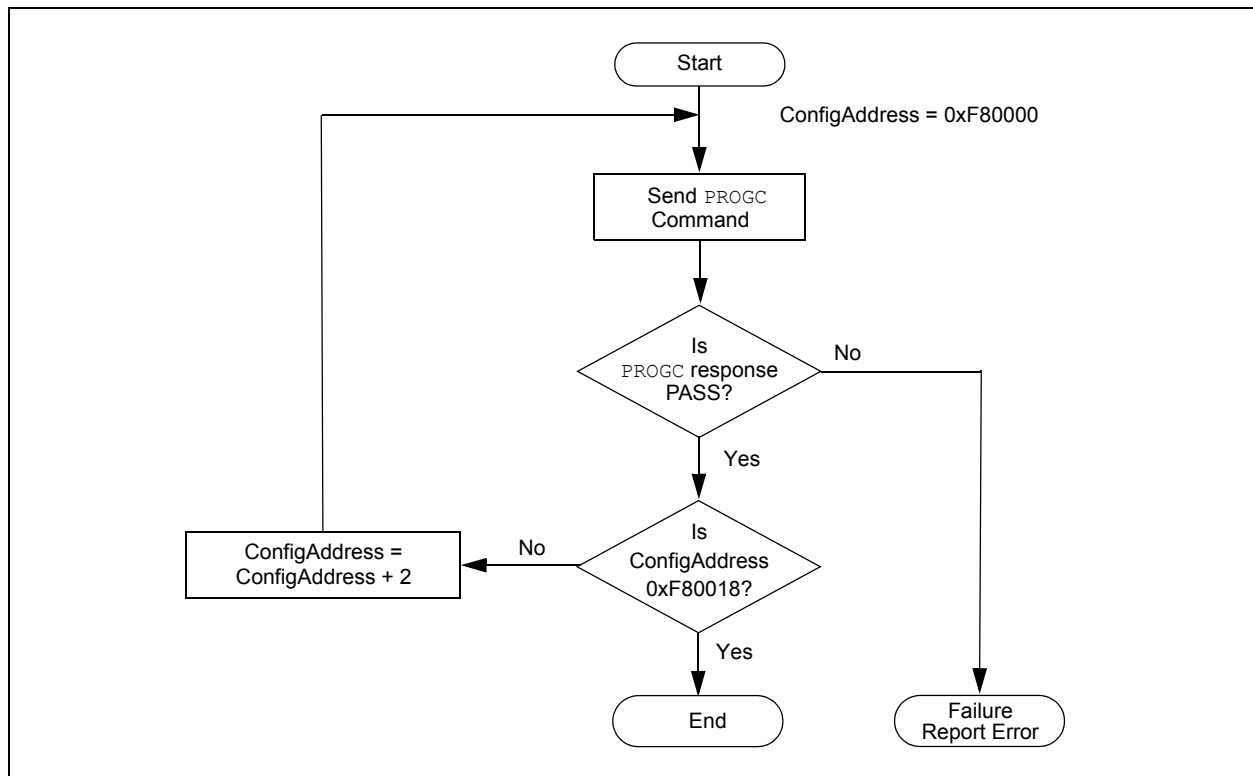 Start
ConfigAddress = 0xF80000
Send PROGC
Command
Is
PROGC response
PASS?
No
Yes
Is
ConfigAddress
0xF80018?
No
ConfigAddress =
ConfigAddress + 2
Yes
End
Failure
Report Error